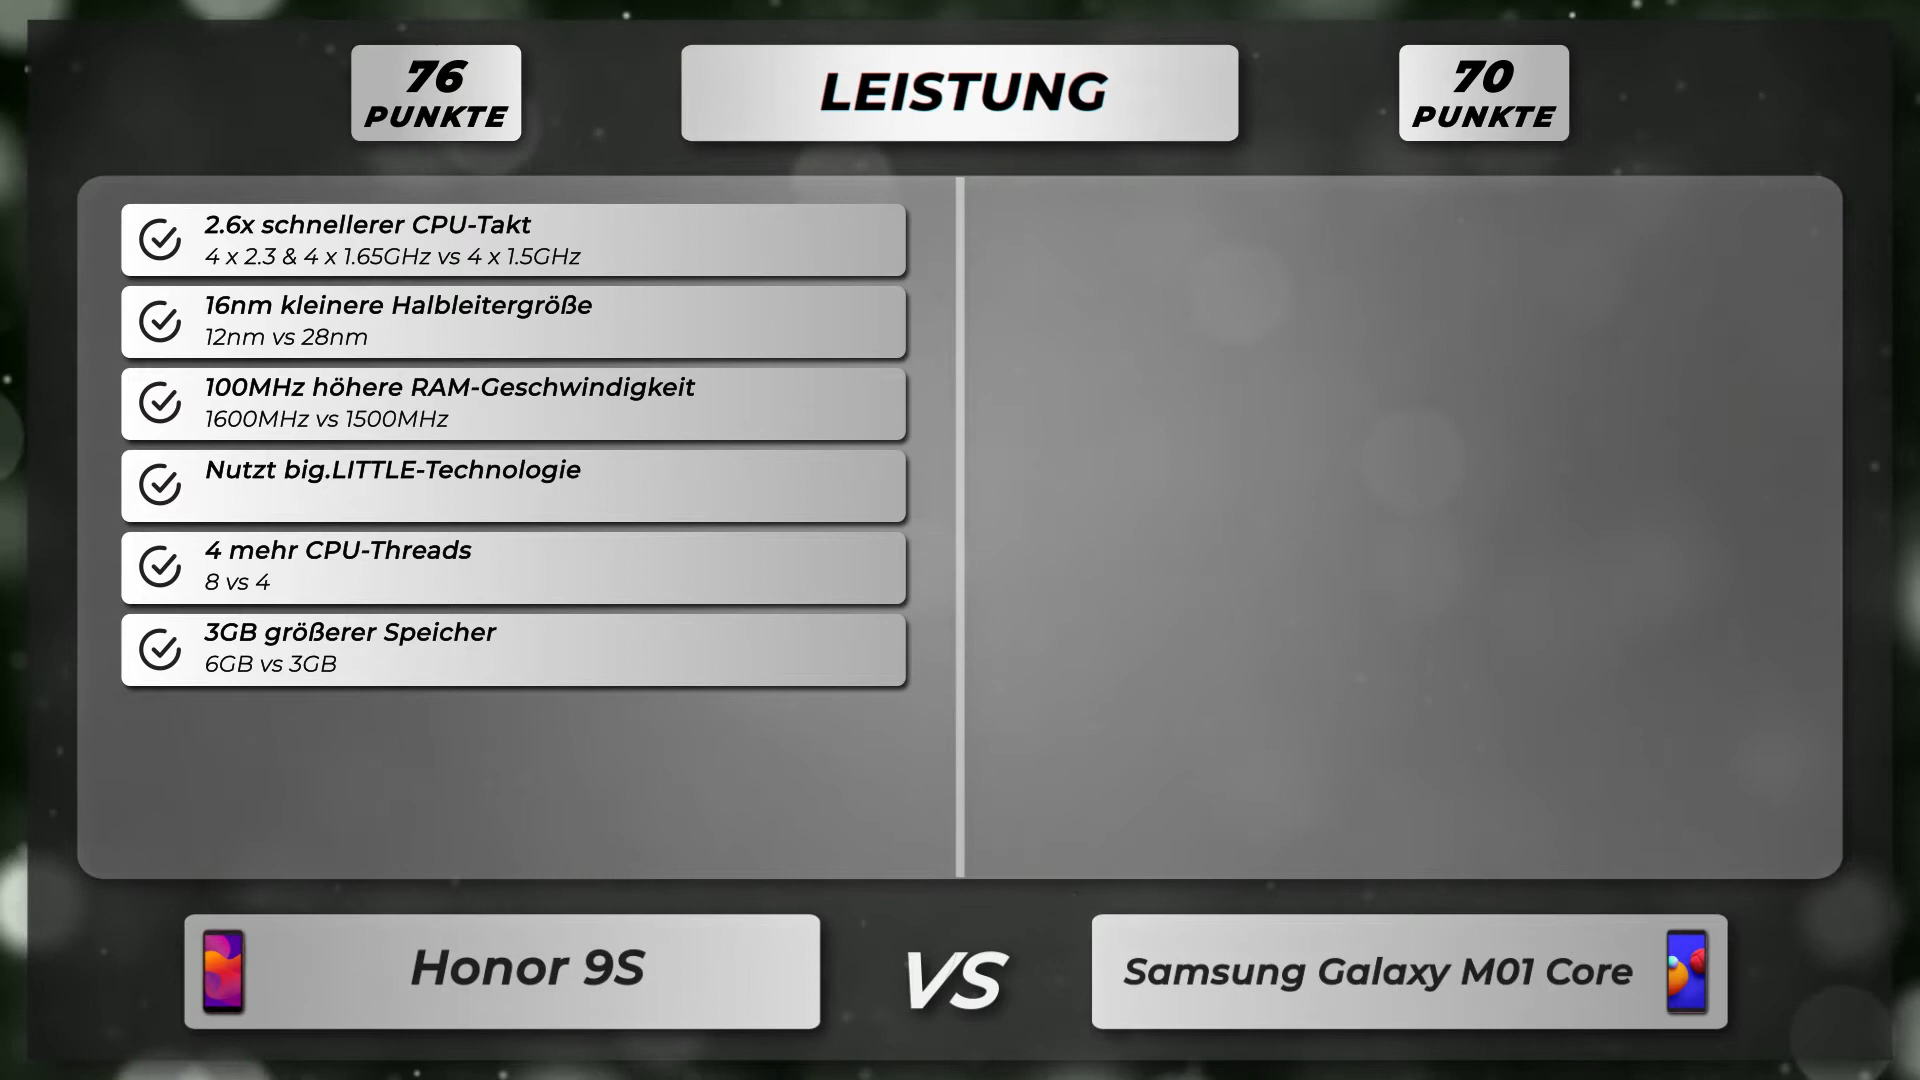 76
PUNKTE
LEISTUNG
70
PUNKTE
2.6x schnellerer CPU-Takt
4 x 2.3 & 4 x 1.65GHz vs 4 x 1.5GHz
16nm kleinere Halbleitergröße
12nm vs 28nm
100MHz höhere RAM-Geschwindigkeit
1600MHz vs 1500MHz
Nutzt big.LITTLE-Technologie
4 mehr CPU-Threads
8 vs 4
3GB größerer Speicher
6GB vs 3GB
Honor 9S
VS
Samsung Galaxy M01 Core